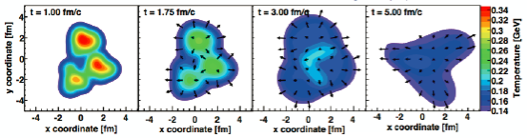 t = 1.00 fm/c
t = 1.75 fm/c
t = 3.00 fm/c
t = 5.00 fm/c
y coordinate [fm]
4
2
0
-2
-4
-4 -2 0 2 4
-4 -2 0 2 4
-4 -2 0 2 4
-4 -2 0 2 4
x coordinate [fm]
x coordinate [fm]
x coordinate [fm]
x coordinate [fm]
0.34
0.32
0.3
0.28
0.26
0.24
0.22
0.2
0.18
0.16
0.14
Temperature [GeV]